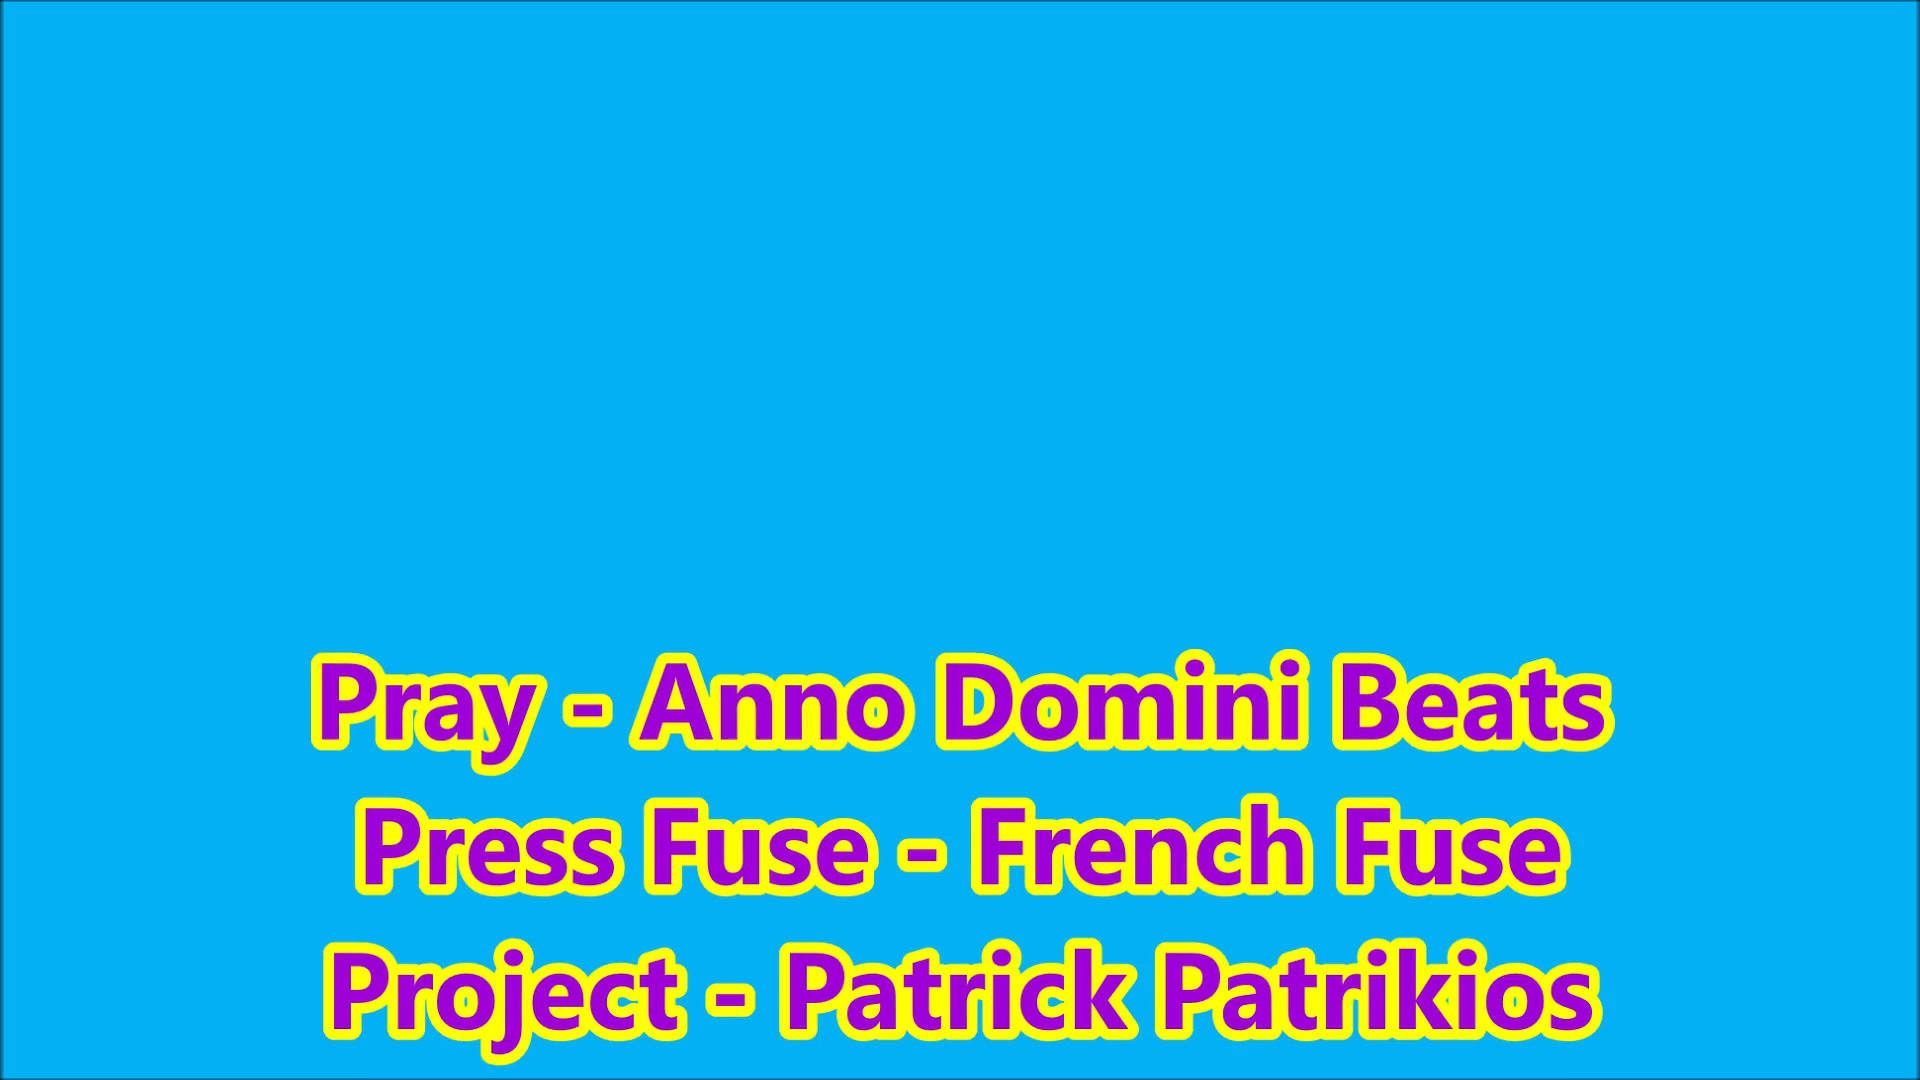 Pray - Anno Domini Beats
Press Fuse - French Fuse
Project - Patrick Patrikios